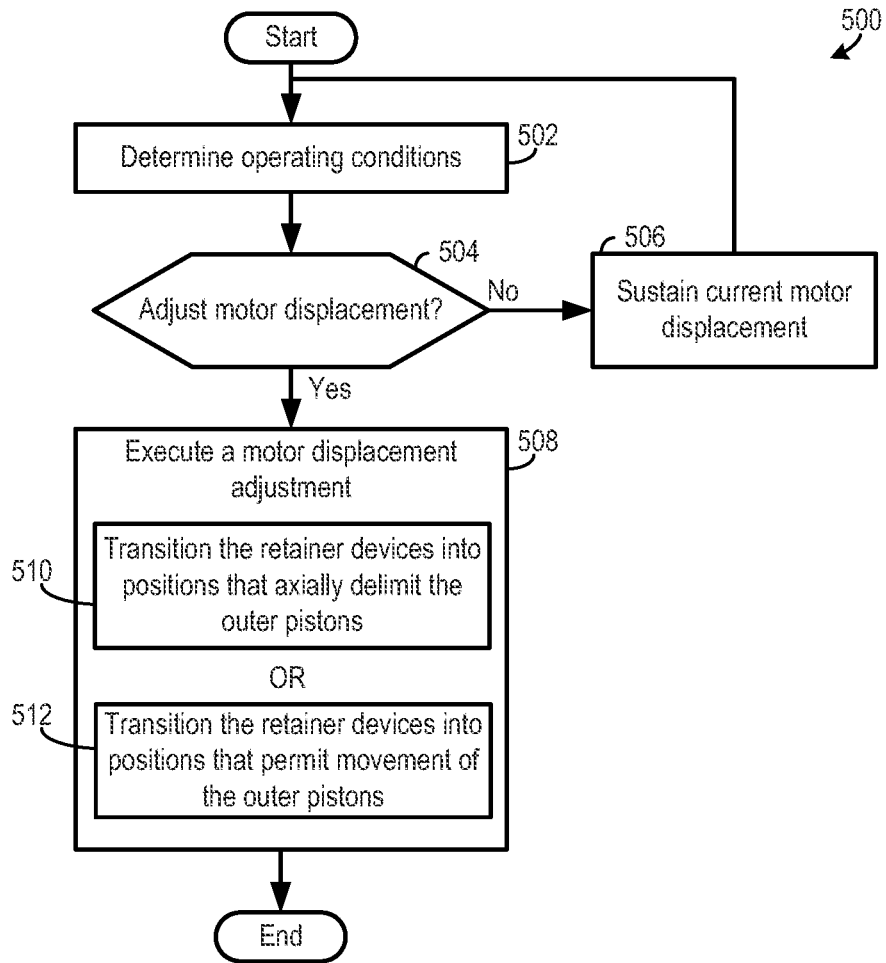 500
Start
Determine operating conditions
502
504
Adjust motor displacement?
No
506
Sustain current motor
displacement
Yes
508
Execute a motor displacement
adjustment
510
Transition the retainer devices into
positions that axially delimit the
outer pistons
OR
512
Transition the retainer devices into
positions that permit movement of
the outer pistons
End